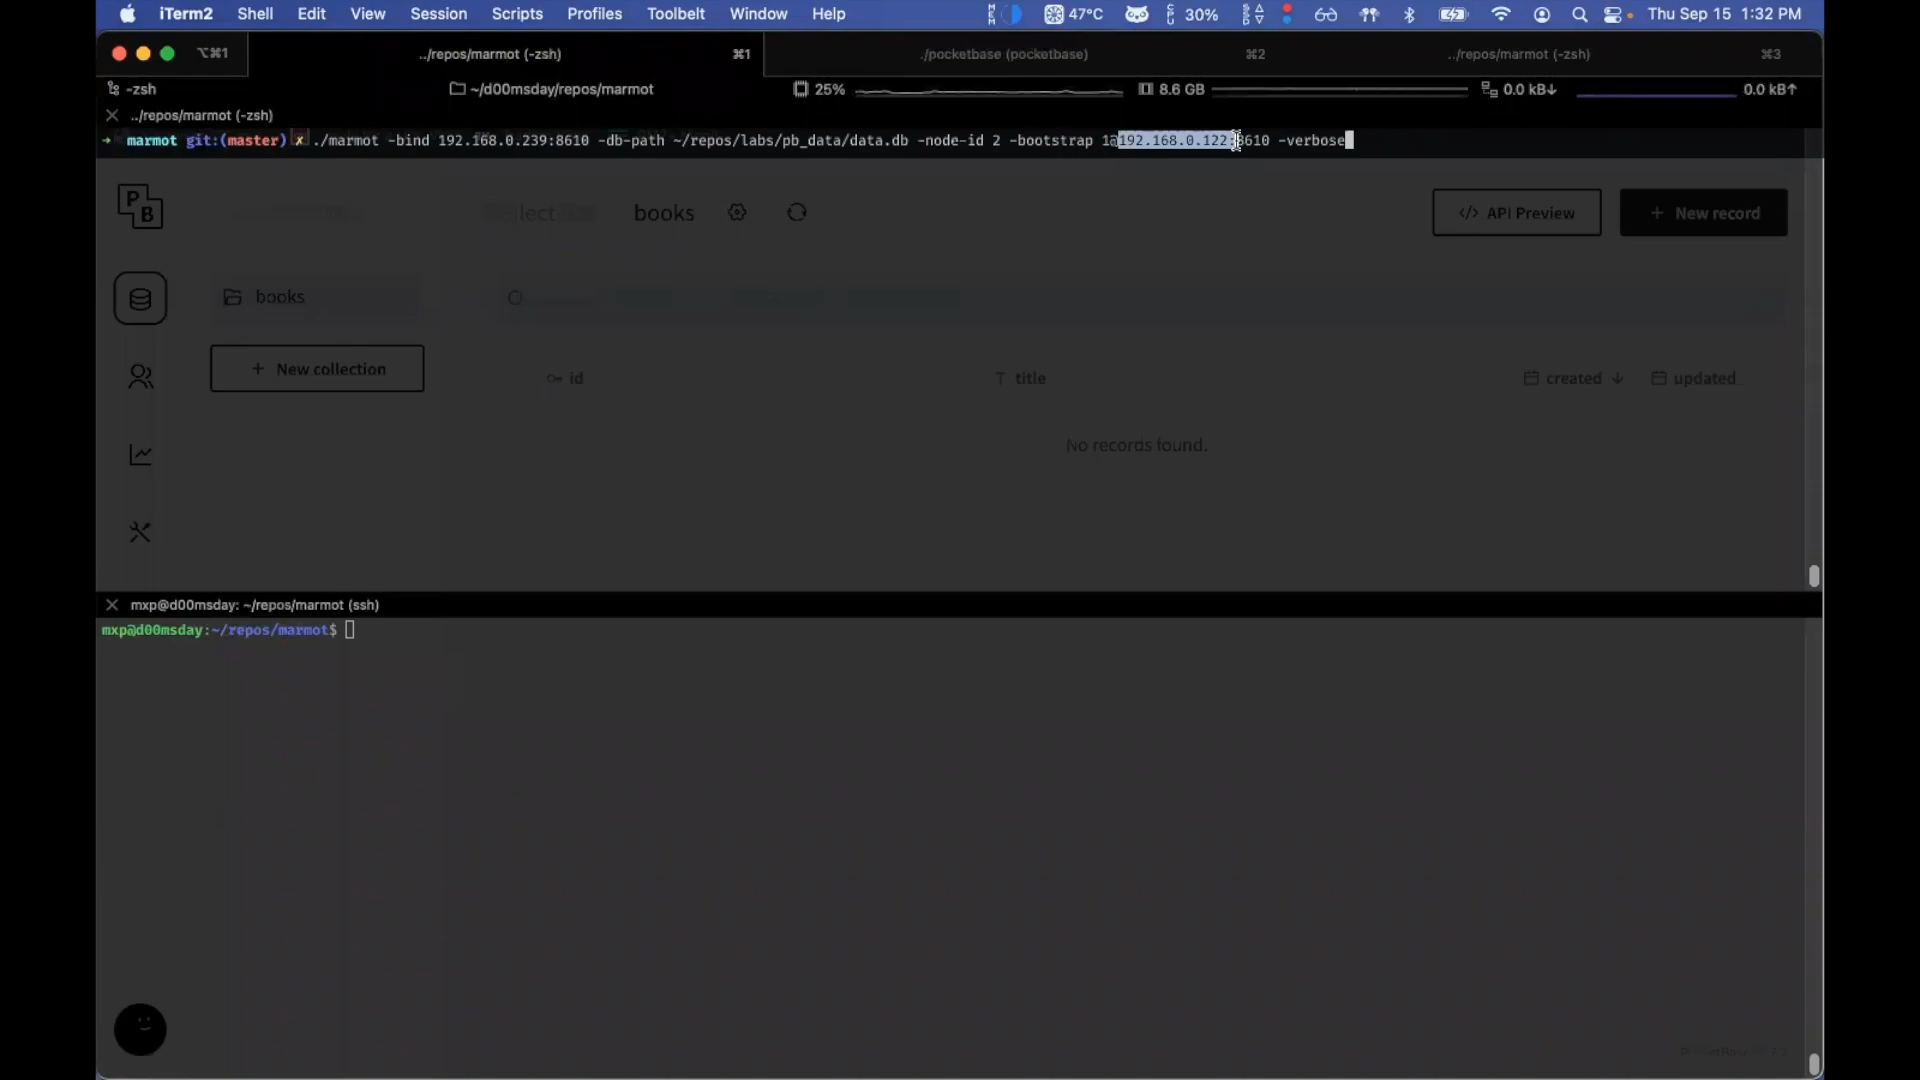 iTerm2 Shell Edit View Session Scripts Profiles Toolbelt Window Help 47°C 30% Thu Sep 15 1:32 PM
⌥⌘1 ../repos/marmot (-zsh) ⌘1 ./pocketbase (pocketbase) ⌘2 ../repos/marmot (-zsh) ⌘3
-zsh ~/d00msday/repos/marmot 25% 8.6 GB 0.0 kB↓ 0.0 kB↑
../repos/marmot (-zsh)
→ marmot git:(master) ✗ ./marmot -bind 192.168.0.239:8610 -db-path ~/repos/labs/pb_data/data.db -node-id 2 -bootstrap 1@192.168.0.122:8610 -verbose
PB
books
</> API Preview
+ New record
books
+ New collection
id
T title
created ↓
updated
No records found.
mxp@d00msday: ~/repos/marmot (ssh)
mxp@d00msday:~/repos/marmot$